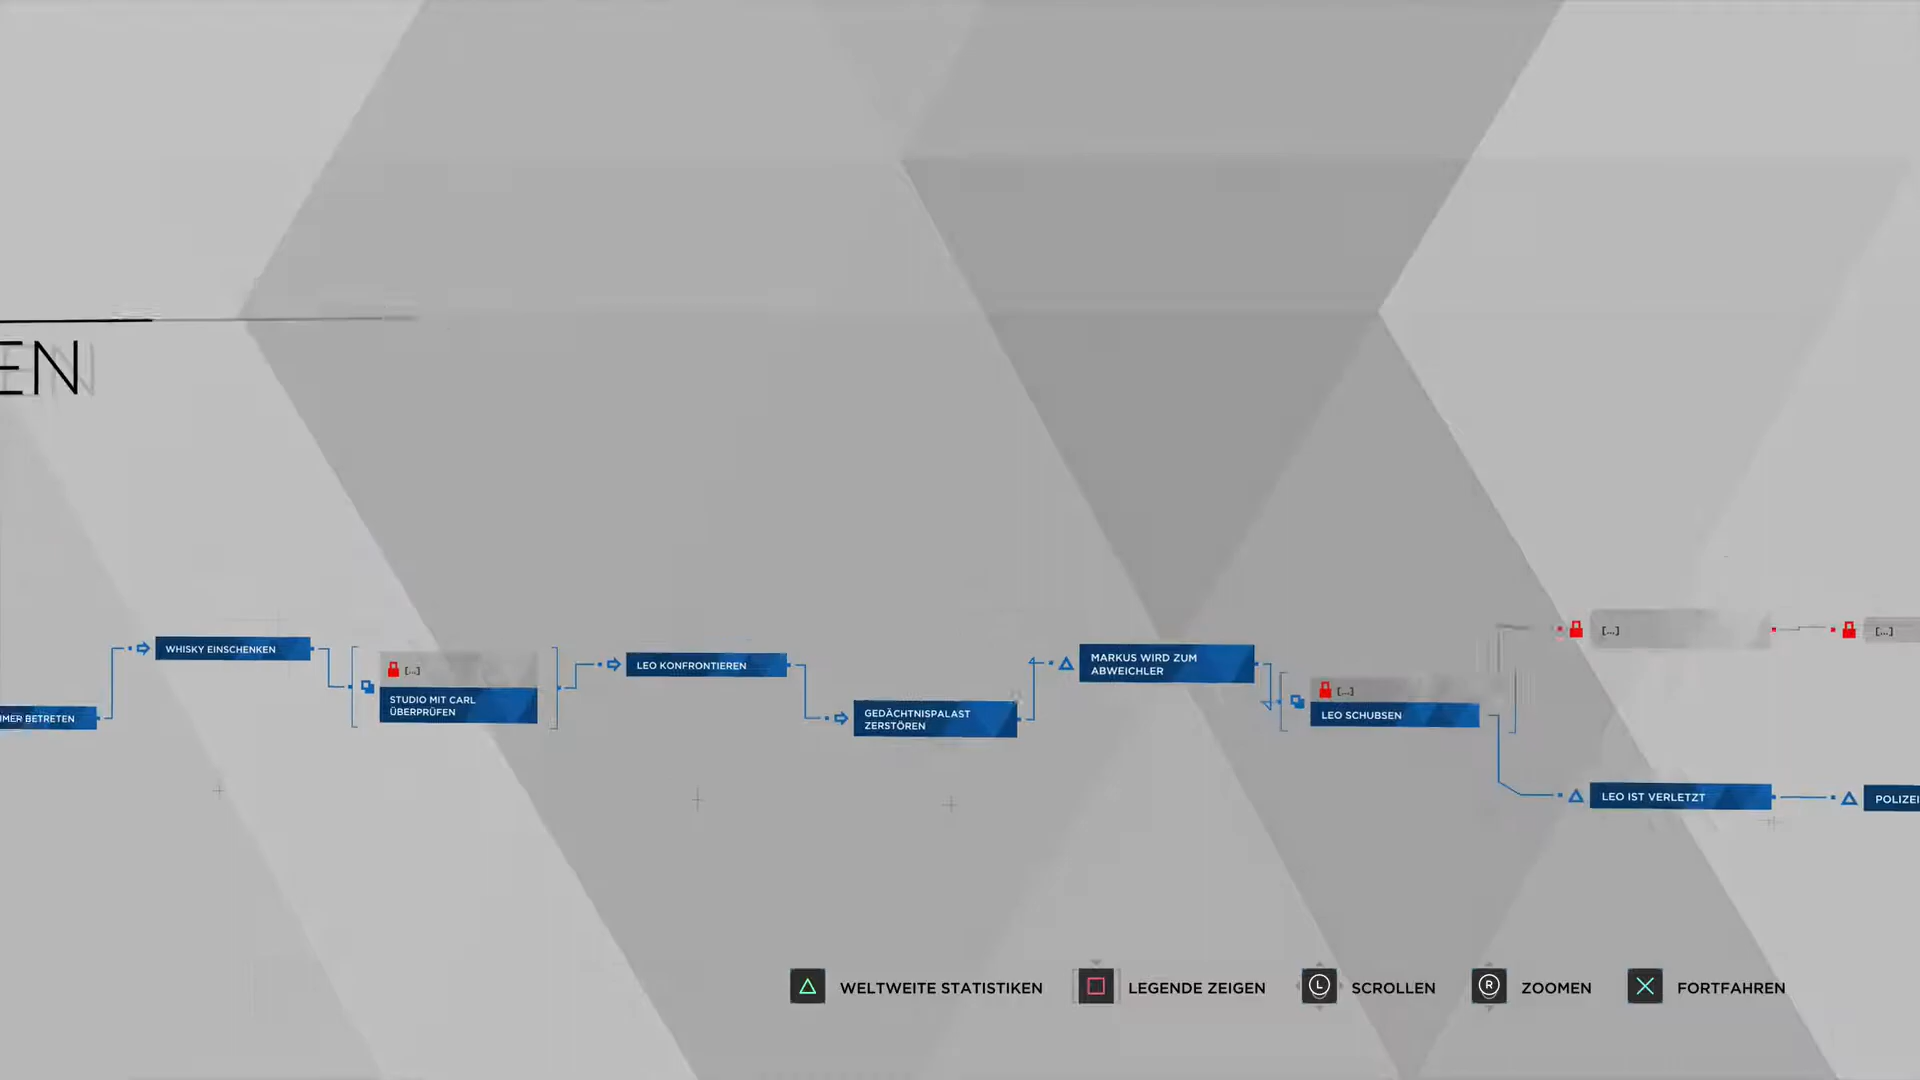 EN
WHISKY EINSCHENKEN
[...]
STUDIO MIT CARL
ÜBERPRÜFEN
LEO KONFRONTIEREN
GEDÄCHTNISPALAST
ZERSTÖREN
MARKUS WIRD ZUM
ABWEICHLER
[...]
LEO SCHUBSEN
[...]
[...]
BETRETEN
LEO IST VERLETZT
POLIZEI
WELTWEITE STATISTIKEN
LEGENDE ZEIGEN
L
SCROLLEN
R
ZOOMEN
FORTFAHREN